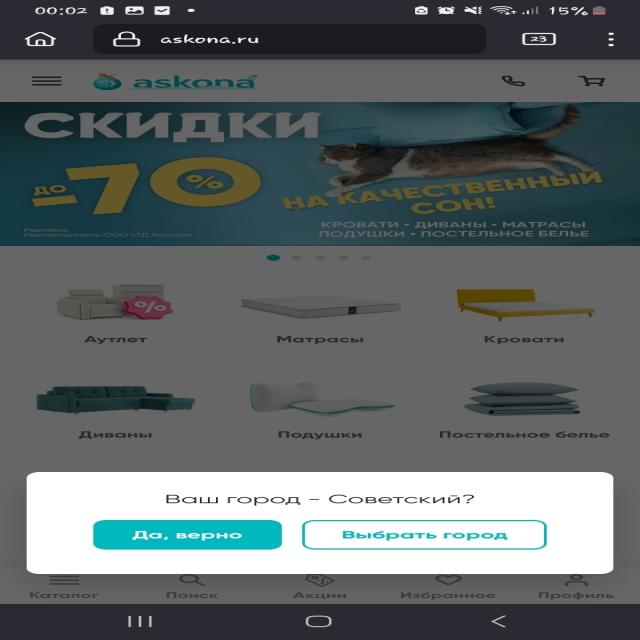 00:02
15%
askona.ru
23
askona
СКИДКИ
ДО -70%
НА КАЧЕСТВЕННЫЙ
СОН!
КРОВАТИ • ДИВАНЫ • МАТРАСЫ
ПОДУШКИ • ПОСТЕЛЬНОЕ БЕЛЬЕ
Реклама.
Рекламодатель ООО «ТД Аскона»
%
Аутлет
Матрасы
Кровати
Диваны
Подушки
Постельное белье
Ваш город – Советский?
Да, верно
Выбрать город
Каталог
Поиск
Акции
Избранное
Профиль